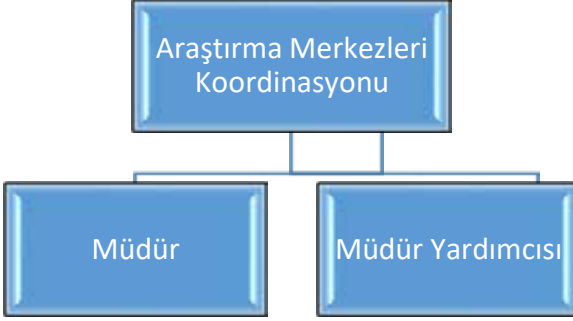 Araştırma Merkezleri
Koordinasyonu
Müdür
Müdür Yardımcısı